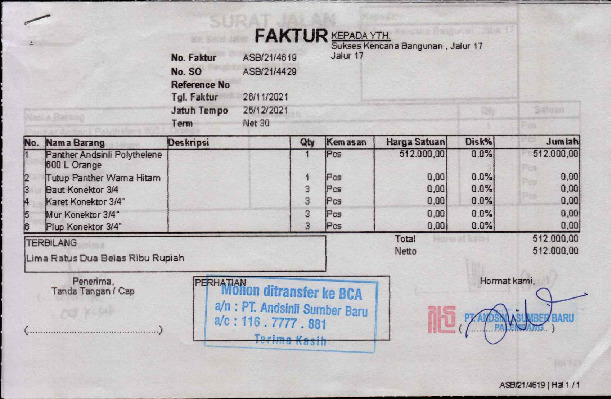 FAKTUR
KEPADA YTH.
Sukses Kencana Bangunan , Jalur 17
Jalur 17
No. Faktur ASB/21/4619
No. SO ASB/21/4429
Reference No
Tgl. Faktur 26/11/2021
Jatuh Tempo 26/12/2021
Term Net 30
No. Nama Barang Deskripsi Qty Kemasan Harga Satuan Disk% Jumlah
1 Panther Andsinli Polythelene 1 Pcs 512.000,00 0.0% 512.000,00
600 L Orange
2 Tutup Panther Warna Hitam 1 Pcs 0,00 0.0% 0,00
3 Baut Konektor 3/4 3 Pcs 0,00 0.0% 0,00
4 Karet Konektor 3/4" 3 Pcs 0,00 0.0% 0,00
5 Mur Konektor 3/4" 3 Pcs 0,00 0.0% 0,00
6 Plup Konektor 3/4" 3 Pcs 0,00 0.0% 0,00
TERBILANG
Lima Ratus Dua Belas Ribu Rupiah
Total 512.000,00
Netto 512.000,00
Penerima,
Tanda Tangan / Cap
(..............................)
PERHATIAN
Mohon ditransfer ke BCA
a/n : PT. Andsinli Sumber Baru
a/c : 116 . 7777 . 881
Terima Kasih
Hormat kami,
PT. ANDSINLI SUMBER BARU
PALEMBANG
ASB/21/4619 | Hal 1 / 1